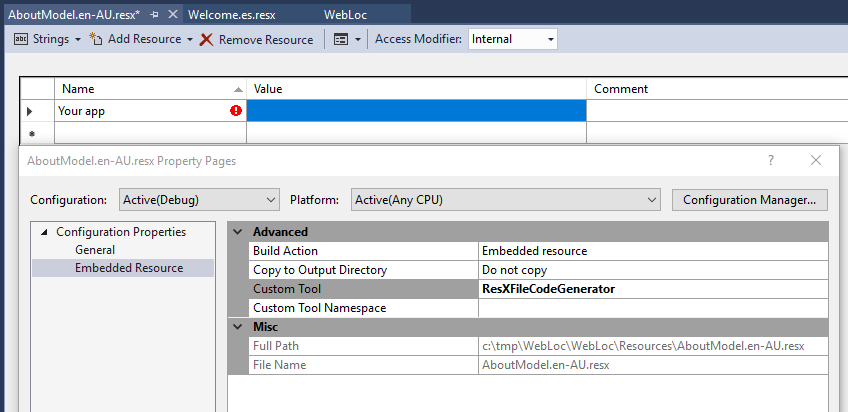 AboutModel.en-AU.resx* Welcome.es.resx WebLoc
abc Strings Add Resource Remove Resource Access Modifier: Internal
Name Value Comment
Your app
AboutModel.en-AU.resx Property Pages ?
Configuration: Active(Debug) Platform: Active(Any CPU) Configuration Manager...
Configuration Properties
General
Embedded Resource
Advanced
Build Action Embedded resource
Copy to Output Directory Do not copy
Custom Tool ResXFileCodeGenerator
Custom Tool Namespace
Misc
Full Path c:\tmp\WebLoc\WebLoc\Resources\AboutModel.en-AU.resx
File Name AboutModel.en-AU.resx